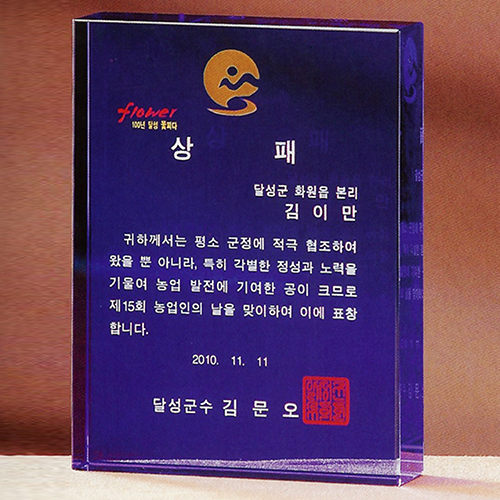 flower
100년 달성 꽃피다
상 패
달성군 화원읍 본리
김 이 만
귀하께서는 평소 군정에 적극 협조하여
왔을 뿐 아니라, 특히 각별한 정성과 노력을
기울여 농업 발전에 기여한 공이 크므로
제15회 농업인의 날을 맞이하여 이에 표창
합니다.
2010. 11. 11
달성군수 김 문 오